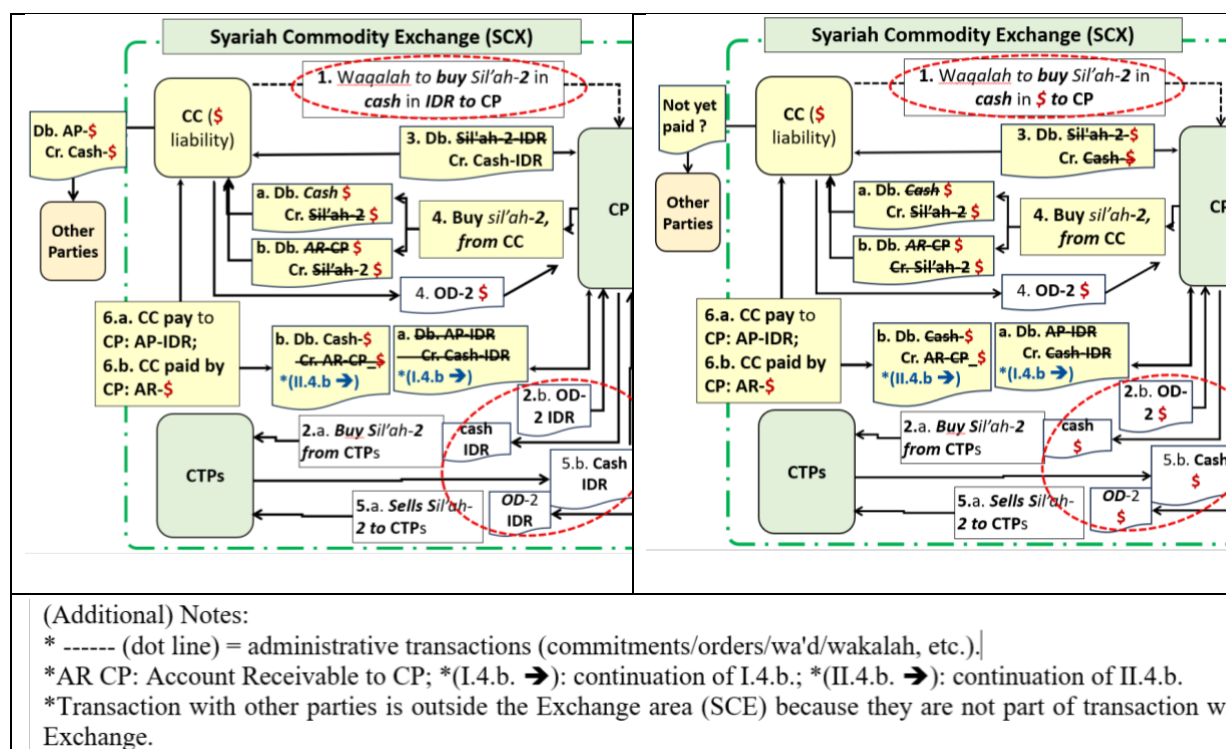 Syariah Commodity Exchange (SCX)
1. Waqalah to buy Sil'ah-2 in
cash in IDR to CP
Db. AP-$
Cr. Cash-$
CC ($
liability)
3. Db. Sil'ah-2-IDR
Cr. Cash-IDR
a. Db. Cash $
Cr. Sil'ah-2 $
b. Db. AR-CP $
Cr. Sil'ah-2 $
4. Buy sil'ah-2,
from CC
CP
Other
Parties
4. OD-2 $
6.a. CC pay to
CP: AP-IDR;
6.b. CC paid by
CP: AR-$
b. Db. Cash-$
Cr. AR-CP_$
*(II.4.b ➔)
a. Db. AP-IDR
Cr. Cash-IDR
*(I.4.b ➔)
2.b. OD-
2 IDR
2.a. Buy Sil'ah-2
from CTPs
cash
IDR
CTPs
5.b. Cash
IDR
5.a. Sells Sil'ah-
2 to CTPs
OD-2
IDR
Syariah Commodity Exchange (SCX)
1. Waqalah to buy Sil'ah-2 in
cash in $ to CP
Not yet
paid ?
CC ($
liability)
3. Db. Sil'ah-2-$
Cr. Cash-$
a. Db. Cash $
Cr. Sil'ah-2 $
b. Db. AR-CP $
Cr. Sil'ah-2 $
4. Buy sil'ah-2,
from CC
Other
Parties
4. OD-2 $
6.a. CC pay to
CP: AP-IDR;
6.b. CC paid by
CP: AR-$
b. Db. Cash-$
Cr. AR-CP_$
*(II.4.b ➔)
a. Db. AP-IDR
Cr. Cash-IDR
*(I.4.b ➔)
2.b. OD-
2 $
2.a. Buy Sil'ah-2
from CTPs
cash
$
CTPs
5.b. Cash
$
5.a. Sells Sil'ah-
2 to CTPs
OD-2
$
(Additional) Notes:
* ------ (dot line) = administrative transactions (commitments/orders/wa'd/wakalah, etc.).
*AR CP: Account Receivable to CP; *(I.4.b. ➔): continuation of I.4.b.; *(II.4.b. ➔): continuation of II.4.b.
*Transaction with other parties is outside the Exchange area (SCE) because they are not part of transaction
Exchange.